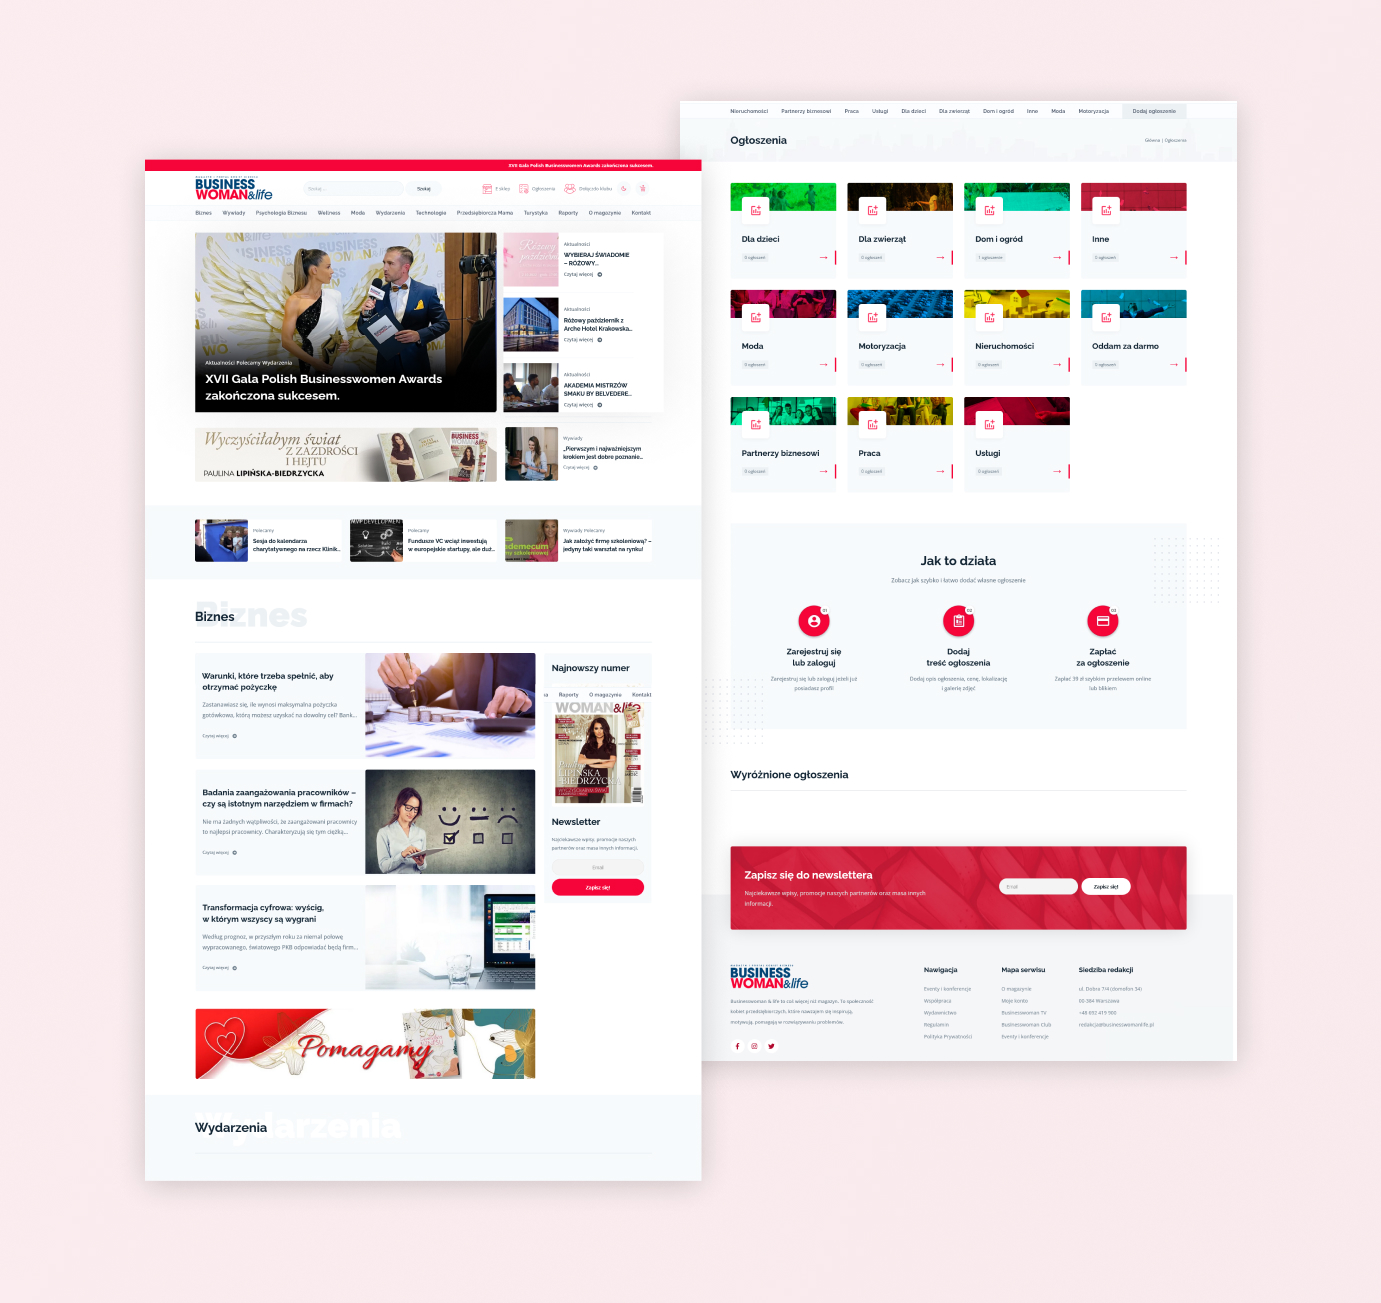 XVII Gala Polish Businesswomen Awards zakończona sukcesem.
BUSINESS
WOMAN&life
Szukaj...
Szukaj
E-sklep
Ogłoszenia
Dołącz do klubu
Biznes Wywiady Psychologia Biznesu Wellness Moda Wydarzenia Technologia Przedsiębiorcza Mama Turystyka Raporty O magazynie Kontakt
Aktualności Polecamy Wydarzenia
XVII Gala Polish Businesswomen Awards
zakończona sukcesem.
Aktualności
WYBIERAJ ŚWIADOMIE
– RÓŻOWY...
Czytaj więcej
Aktualności
Różowy październik z
Arche Hotel Krakowska...
Czytaj więcej
Aktualności
AKADEMIA MISTRZÓW
SMAKU BY BELVEDERE...
Czytaj więcej
Wyczyściłabym świat
Z ZAZDROŚCI
I HEJTU
PAULINA LIPIŃSKA-BIEDRZYCKA
Wywiady
„Pierwszym i najważniejszym
krokiem jest dobre poznanie...
Czytaj więcej
Polecamy
Sesja do kalendarza
charytatywnego na rzecz Klinik...
Polecamy
Fundusze VC wciąż inwestują
w europejskie startupy, ale duż...
Wywiady Polecamy
Jak założyć firmę szkoleniową? –
jedyny taki warsztat na rynku!
Biznes
Biznes
Warunki, które trzeba spełnić, aby
otrzymać pożyczkę
Zastanawiasz się, ile wynosi maksymalna pożyczka
gotówkowa, którą możesz uzyskać na dowolny cel? Bank...
Czytaj więcej
Badania zaangażowania pracowników –
czy są istotnym narzędziem w firmach?
Nie ma żadnych wątpliwości, że zaangażowani pracownicy
to najlepsi pracownicy. Charakteryzują się tym ciężką...
Czytaj więcej
Transformacja cyfrowa: wyścig,
w którym wszyscy są wygrani
Według prognoz, w przyszłym roku za niemal połowę
wypracowanego, światowego PKB odpowiadać będą firm...
Czytaj więcej
Najnowszy numer
a Raporty O magazynie Kontakt
WOMAN&life
Paulina
LIPIŃSKA
BIEDRZYCKA
Newsletter
Najciekawsze wpisy, promocje naszych
partnerów oraz masa innych informacji.
Email
Zapisz się!
Pomagamy
Wydarzenia
Wydarzenia
Nieruchomości Partnerzy biznesowi Praca Usługi Dla dzieci Dla zwierząt Dom i ogród Inne Moda Motoryzacja Dodaj ogłoszenie
Ogłoszenia
Główna | Ogłoszenia
Dla dzieci
0 ogłoszeń
Dla zwierząt
0 ogłoszeń
Dom i ogród
1 ogłoszenie
Inne
0 ogłoszeń
Moda
0 ogłoszeń
Motoryzacja
0 ogłoszeń
Nieruchomości
0 ogłoszeń
Oddam za darmo
0 ogłoszeń
Partnerzy biznesowi
0 ogłoszeń
Praca
0 ogłoszeń
Usługi
0 ogłoszeń
Jak to działa
Zobacz jak szybko i łatwo dodać własne ogłoszenie
01
Zarejestruj się
lub zaloguj
Zarejestruj się lub zaloguj jeżeli już
posiadasz profil!
02
Dodaj
treść ogłoszenia
Dodaj opis ogłoszenia, cenę, lokalizację
i galerię zdjęć
03
Zapłać
za ogłoszenie
Zapłać 39 zł szybkim przelewem online
lub blikiem
Wyróżnione ogłoszenia
Zapisz się do newslettera
Najciekawsze wpisy, promocje naszych partnerów oraz masa innych
informacji.
Email
Zapisz się!
BUSINESS
WOMAN&life
Businesswoman & life to coś więcej niż magazyn. To społeczność
kobiet przedsiębiorczych, które nawzajem się inspirują,
motywują, pomagają w rozwiązywaniu problemów.
Nawigacja
Eventy i konferencje
Współpraca
Wydawnictwo
Regulamin
Polityka Prywatności
Mapa serwisu
O magazynie
Moje konto
Businesswoman TV
Businesswoman Club
Eventy i konferencje
Siedziba redakcji
ul. Dobra 7/4 (domofon 34)
00-384 Warszawa
+48 692 419 500
redakcja@businesswomanlife.pl